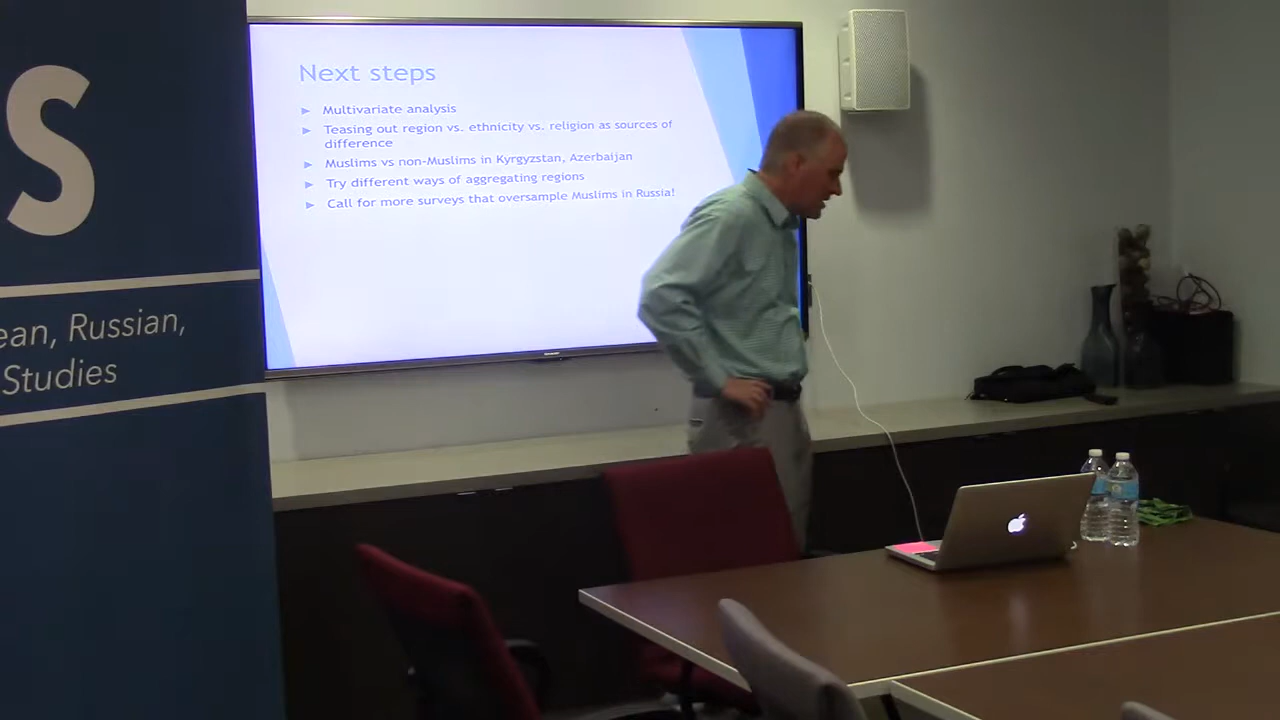 S
ean, Russian,
Studies
Next steps
Multivariate analysis
Teasing out region vs. ethnicity vs. religion as sources of
difference
Muslims vs non-Muslims in Kyrgyzstan, Azerbaijan
Try different ways of aggregating regions
Call for more surveys that oversample Muslims in Russia!